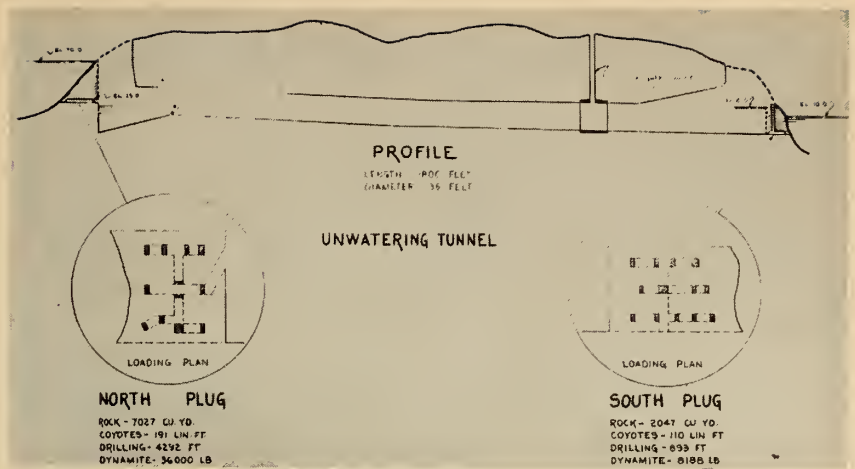 PROFILE
LENGTH FEET
DIAMETER 36 FEET
UNWATERING TUNNEL
LOADING PLAN
NORTH PLUG
ROCK - 7027 CU YD.
COYOTES - 191 LIN FT
DRILLING - 4292 FT
DYNAMITE - 36000 LB
LOADING PLAN
SOUTH PLUG
ROCK - 2047 CU YD.
COYOTES - 110 LIN FT
DRILLING - 893 FT
DYNAMITE - 8188 LB